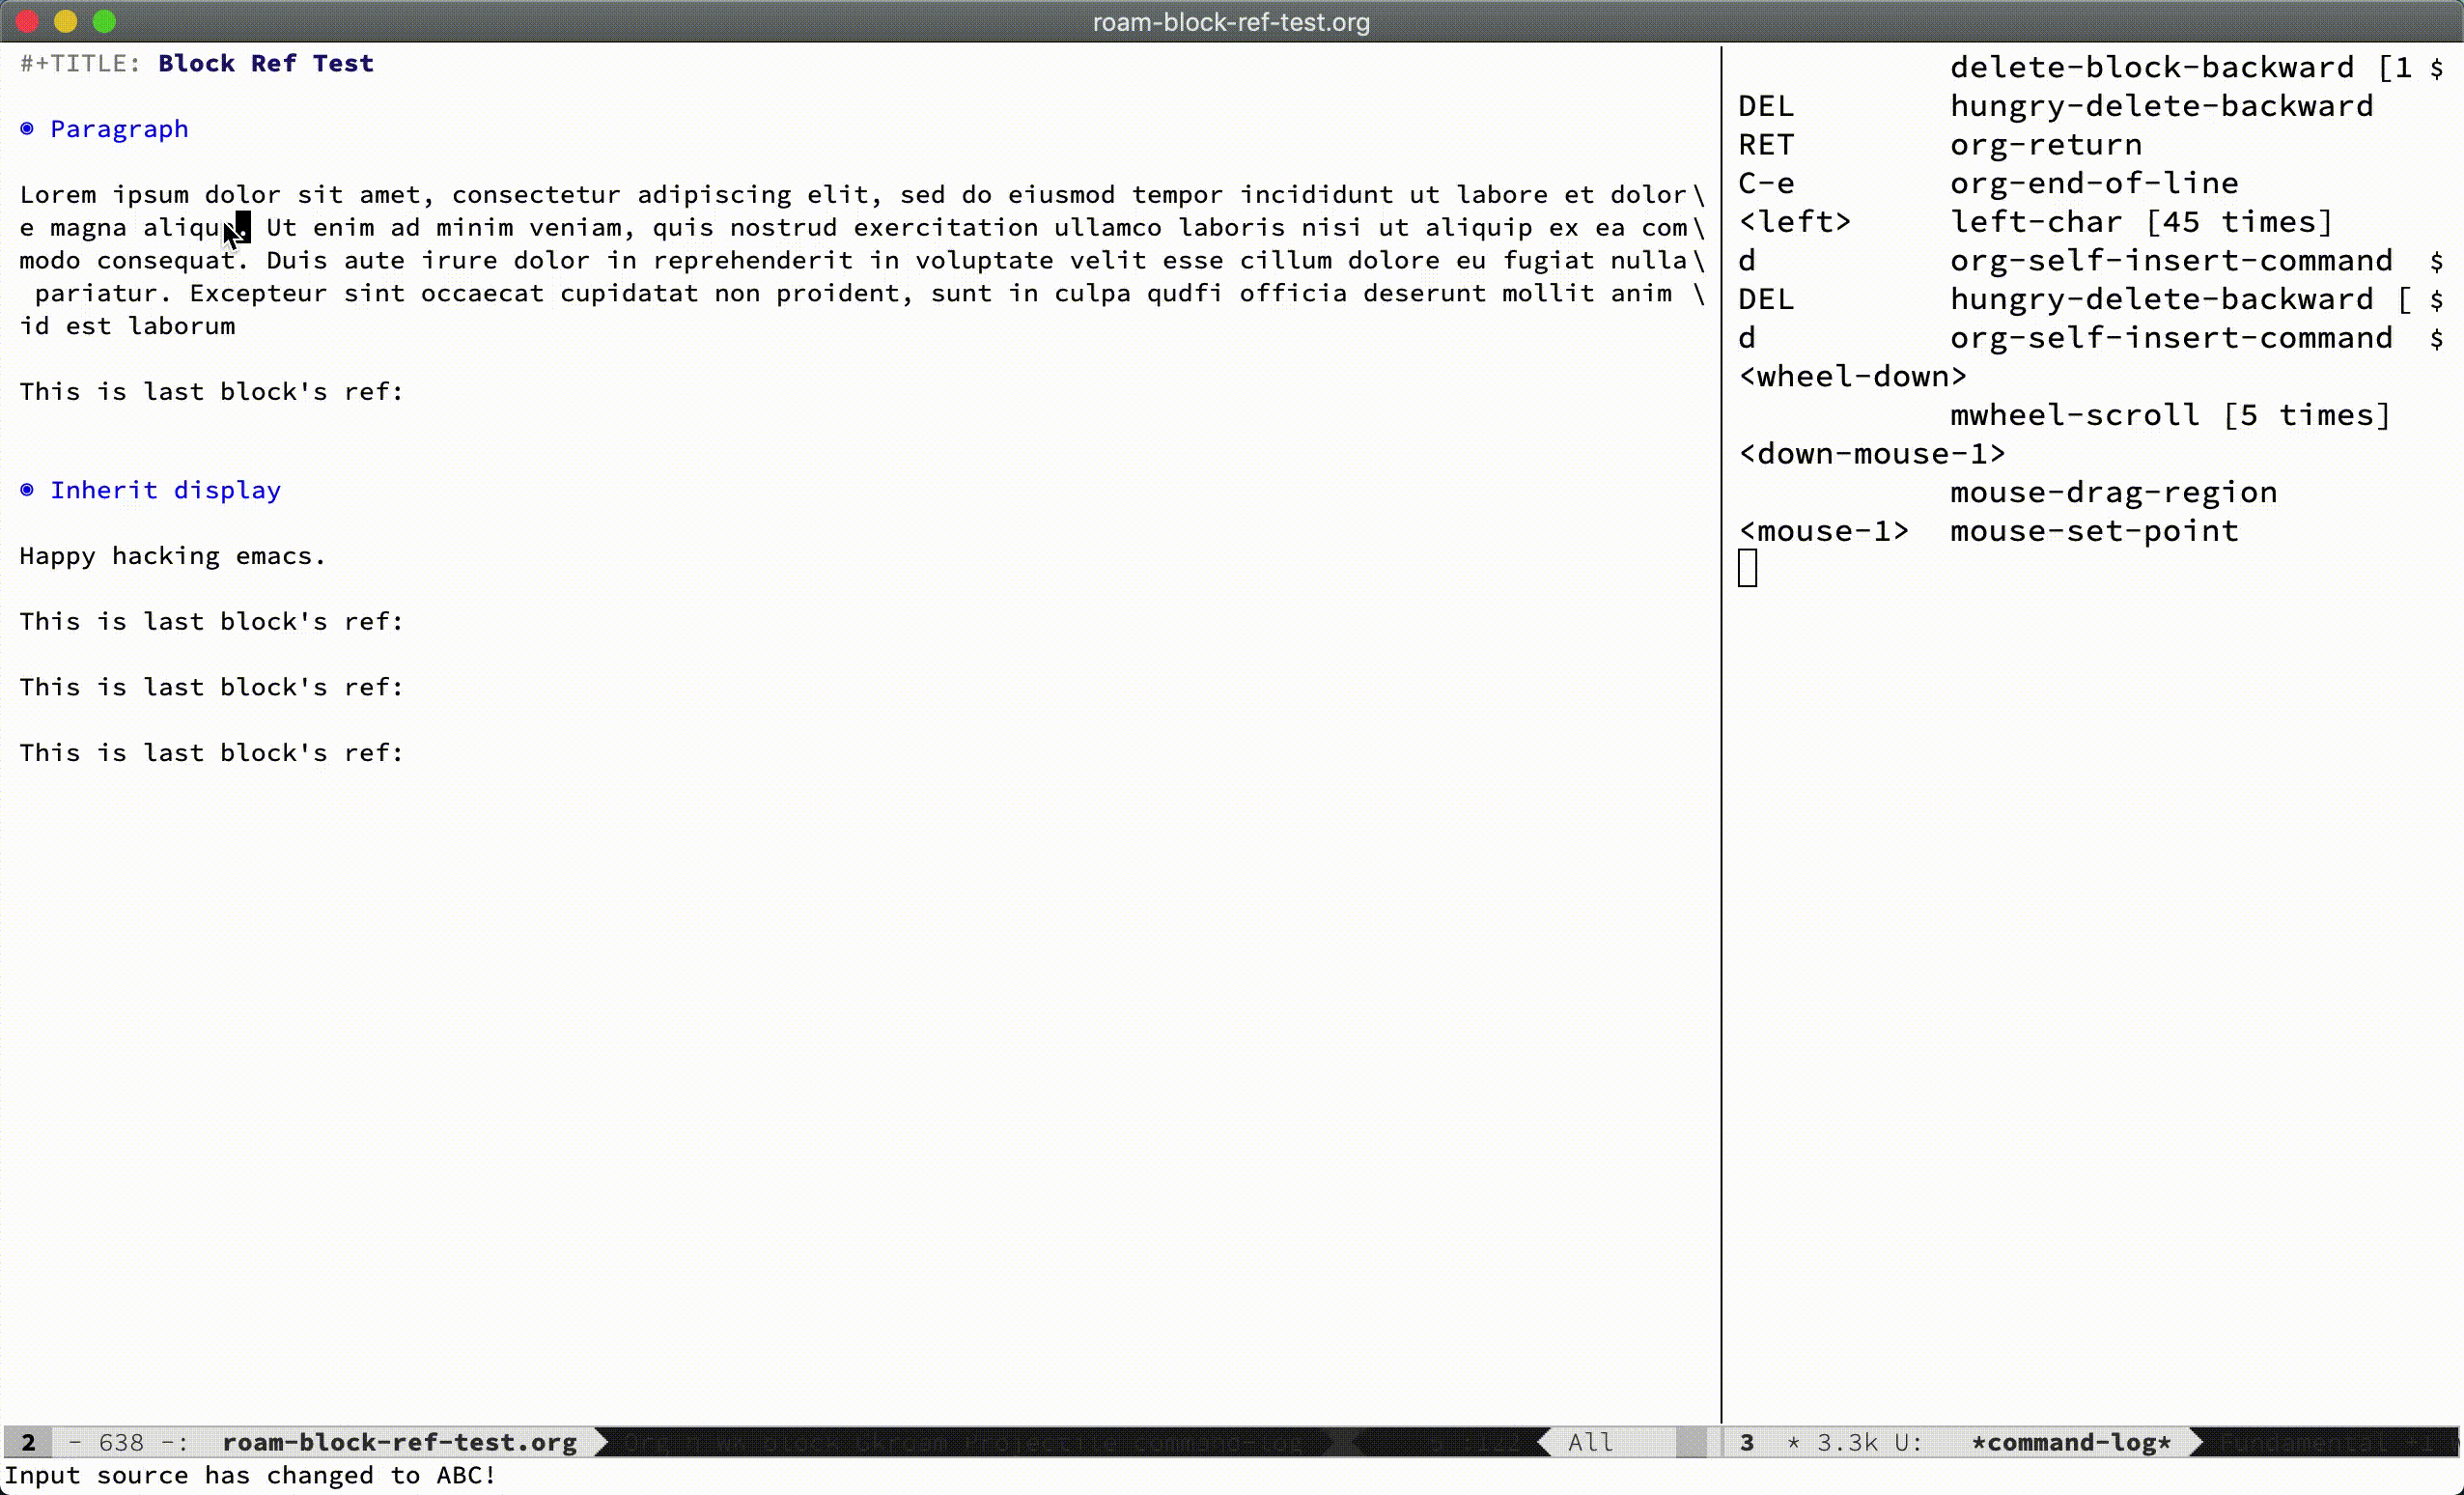 roam-block-ref-test.org
#+TITLE: Block Ref Test
◉ Paragraph
Lorem ipsum dolor sit amet, consectetur adipiscing elit, sed do eiusmod tempor incididunt ut labore et dolor\
e magna aliqu. Ut enim ad minim veniam, quis nostrud exercitation ullamco laboris nisi ut aliquip ex ea com\
modo consequat. Duis aute irure dolor in reprehenderit in voluptate velit esse cillum dolore eu fugiat nulla\
pariatur. Excepteur sint occaecat cupidatat non proident, sunt in culpa qudfi officia deserunt mollit anim \
id est laborum
This is last block's ref:
◉ Inherit display
Happy hacking emacs.
This is last block's ref:
This is last block's ref:
This is last block's ref:
2 - 638 -: roam-block-ref-test.org All
Input source has changed to ABC!
delete-block-backward [1 $
DEL hungry-delete-backward
RET org-return
C-e org-end-of-line
<left> left-char [45 times]
d org-self-insert-command $
DEL hungry-delete-backward [ $
d org-self-insert-command $
<wheel-down>
mwheel-scroll [5 times]
<down-mouse-1>
mouse-drag-region
<mouse-1> mouse-set-point
3 * 3.3k U: *command-log* Fundamental